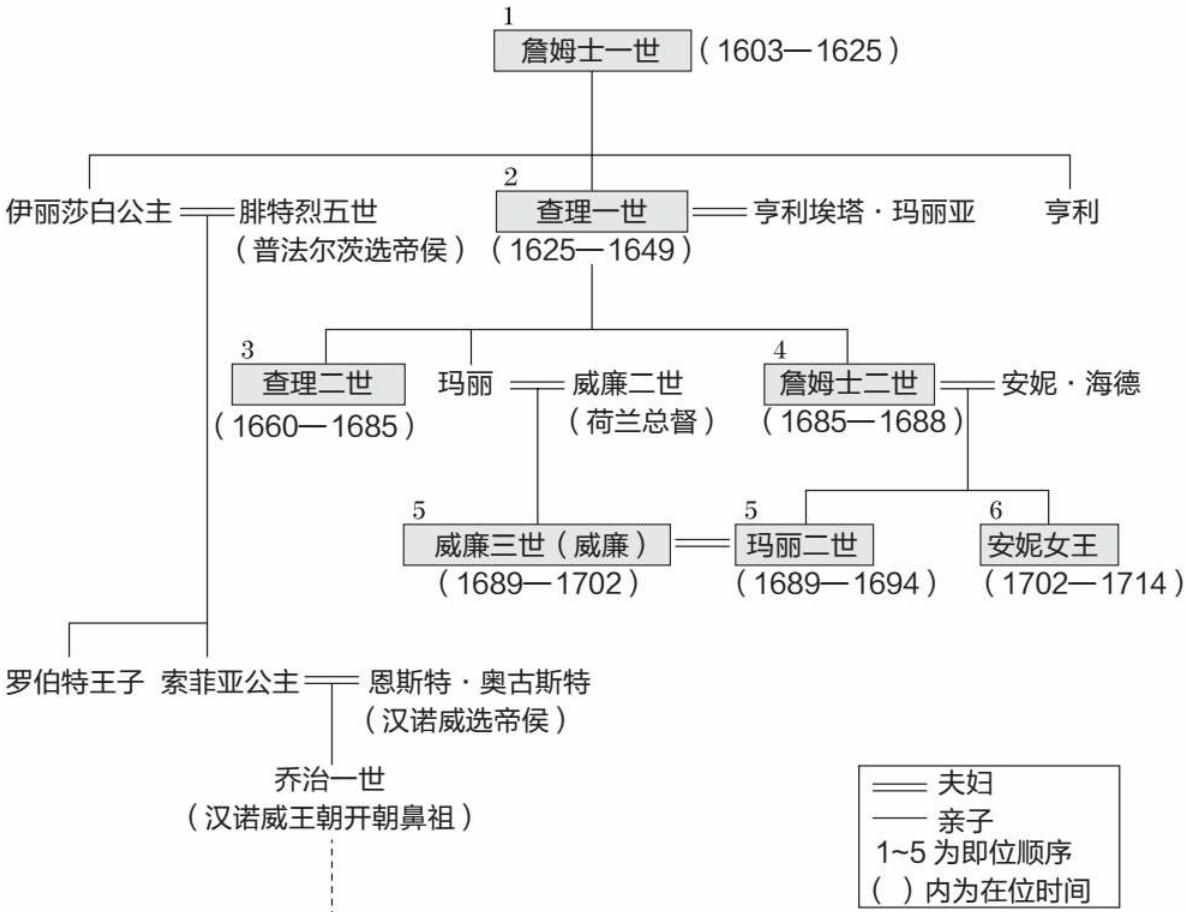 1
詹姆士一世（1603—1625）
2
伊丽莎白公主 腓特烈五世 查理一世 亨利埃塔·玛丽亚 亨利
（普法尔茨选帝侯）（1625—1649）
3 4
查理二世 玛丽 威廉二世 詹姆士二世 安妮·海德
（1660—1685） （荷兰总督） （1685—1688）
5 5 6
威廉三世（威廉） 玛丽二世 安妮女王
（1689—1702） （1689—1694） （1702—1714）
罗伯特王子 索菲亚公主 恩斯特·奥古斯特
（汉诺威选帝侯）
乔治一世
（汉诺威王朝开朝鼻祖）
夫妇
亲子
1~5为即位顺序
（ ）内为在位时间